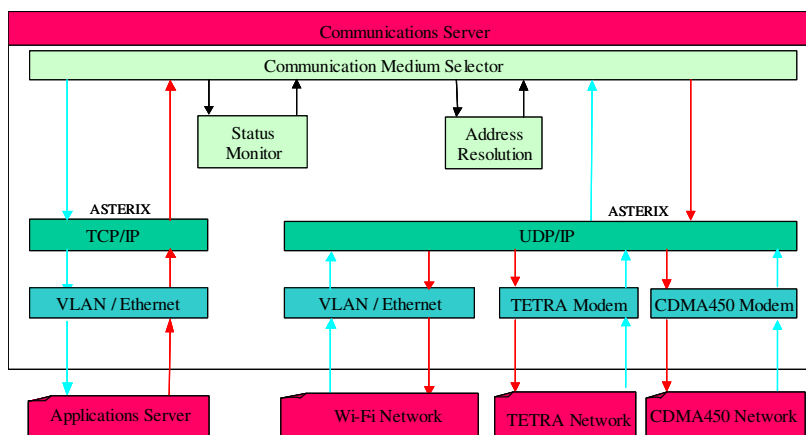 Communications Server
Communication Medium Selector
Status
Monitor
Address
Resolution
ASTERIX
ASTERIX
TCP/IP
UDP/IP
VLAN / Ethernet
VLAN / Ethernet
TETRA Modem
CDMA450 Modem
Applications Server
Wi-Fi Network
TETRA Network
CDMA450 Network